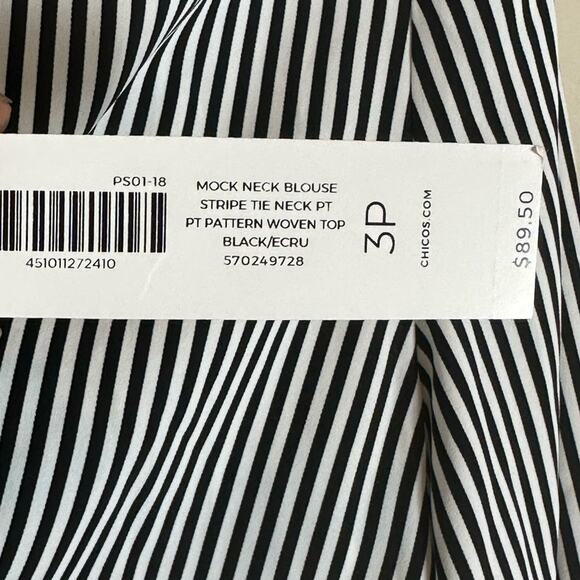 PS01-18
451011272410
MOCK NECK BLOUSE
STRIPE TIE NECK PT
PT PATTERN WOVEN TOP
BLACK/ECRU
570249728
3P
CHICOS.COM
$89.50